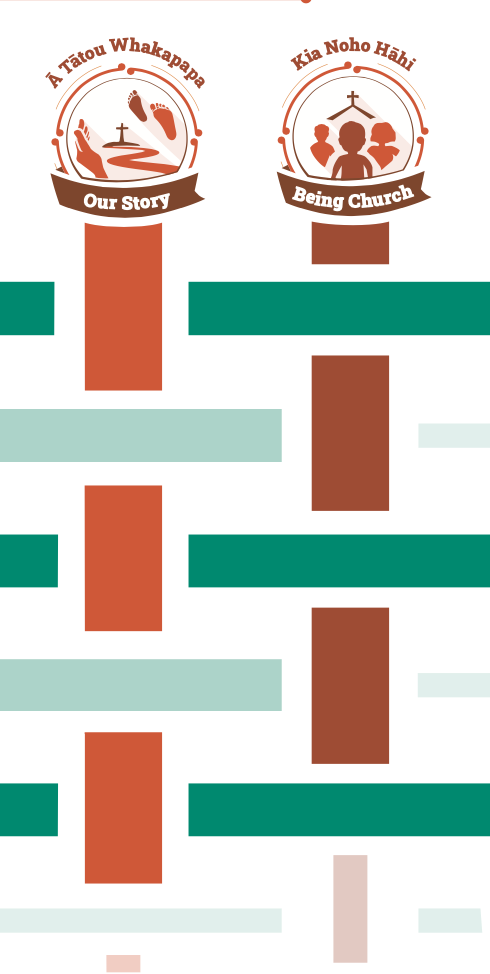 Ā Tātou Whakapapa
Our Story
Kia Noho Hāhi
Being Church